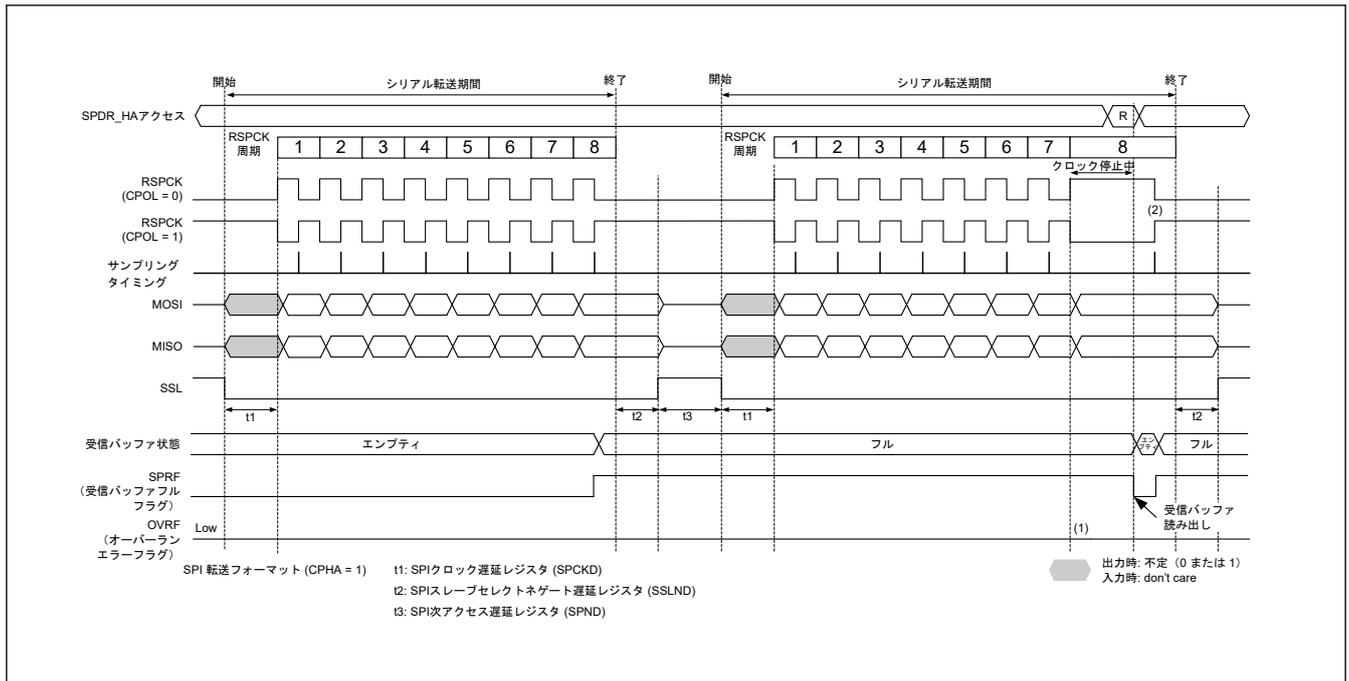 開始
シリアル転送期間
終了
開始
シリアル転送期間
終了
SPDR_HAアクセス
R
RSPCK
周期
1 2 3 4 5 6 7 8
RSPCK
周期
1 2 3 4 5 6 7 8
クロック停止中
RSPCK
(CPOL = 0)
(2)
RSPCK
(CPOL = 1)
サンプリング
タイミング
MOSI
MISO
SSL
t1
t2
t3
t1
t2
受信バッファ状態
エンプティ
フル
エン
プティ
フル
SPRF
(受信バッファフル
フラグ)
受信バッファ
読み出し
OVRF
(オーバーラン
エラーフラグ)
Low
(1)
SPI 転送フォーマット (CPHA = 1)
t1: SPIクロック遅延レジスタ (SPCKD)
t2: SPIスレーブセレクトネゲート遅延レジスタ (SSLND)
t3: SPI次アクセス遅延レジスタ (SPND)
出力時: 不定（0 または 1）
入力時: don't care